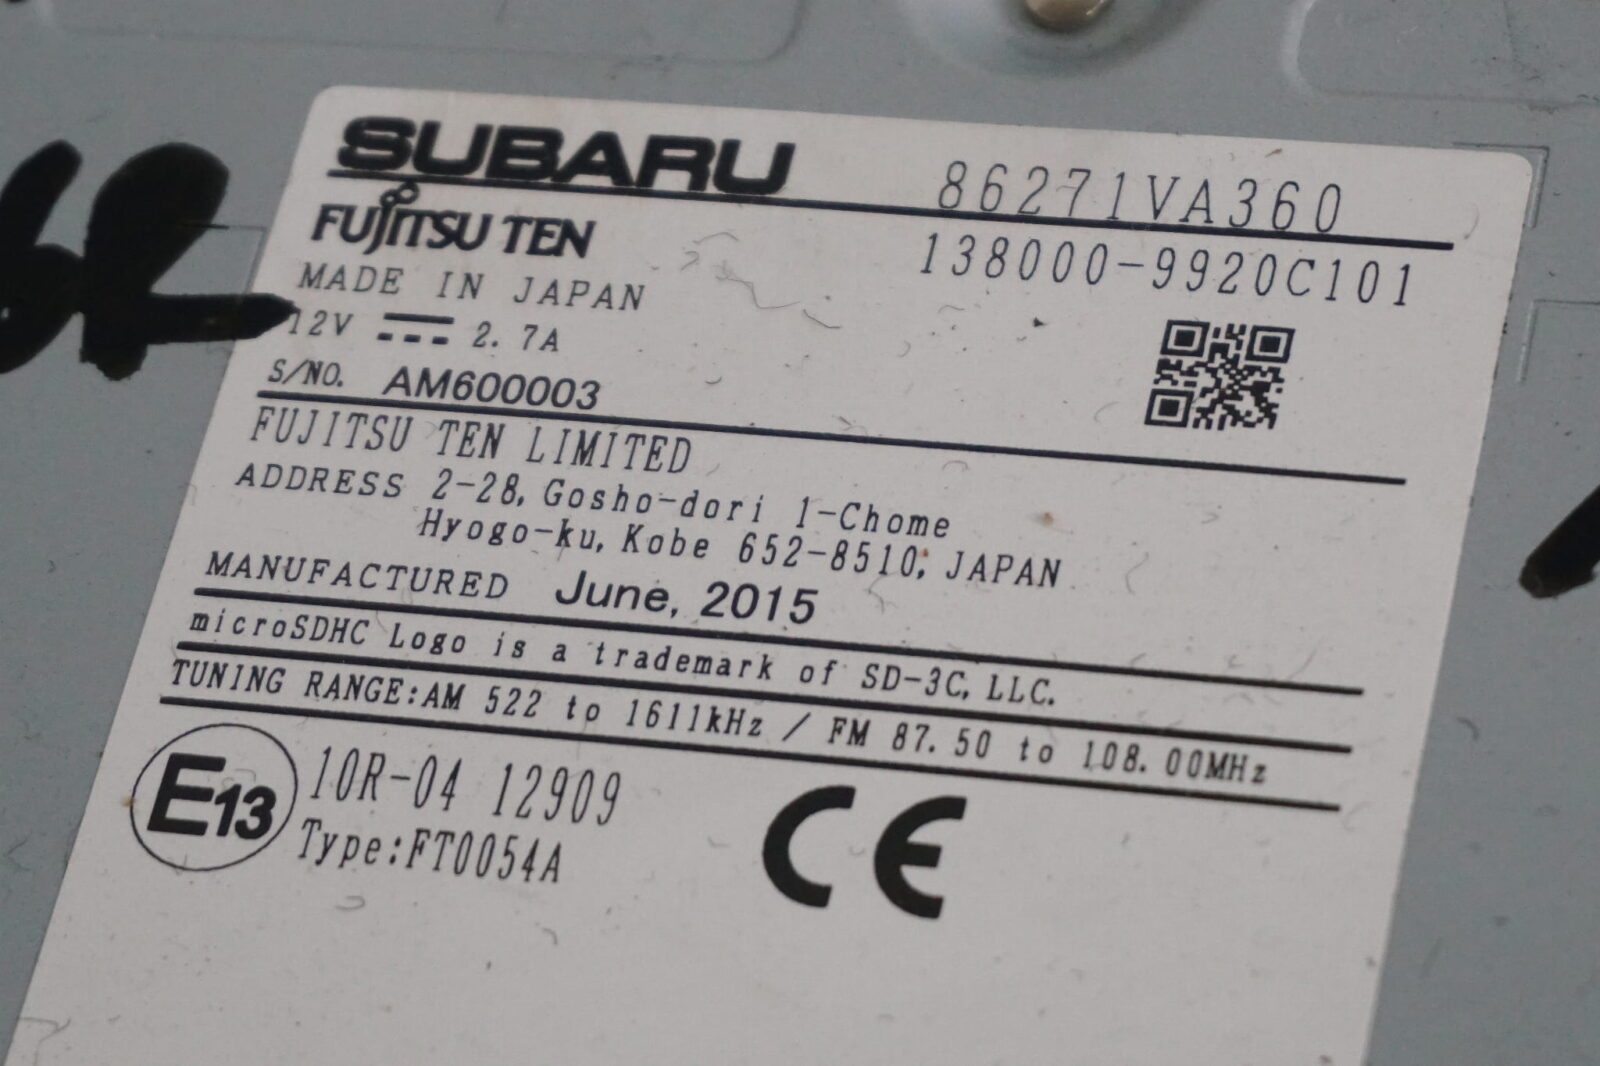 SUBARU 86271VA360
FUJITSU TEN 138000-9920C101
MADE IN JAPAN
12V 2.7A
S/NO. AM600003
FUJITSU TEN LIMITED
ADDRESS 2-28, Gosho-dori 1-Chome
Hyogo-ku, Kobe 652-8510, JAPAN
MANUFACTURED June, 2015
microSDHC Logo is a trademark of SD-3C, LLC.
TUNING RANGE:AM 522 to 1611kHz / FM 87.50 to 108.00MHz
E13 10R-04 12909
Type:FT0054A
CE